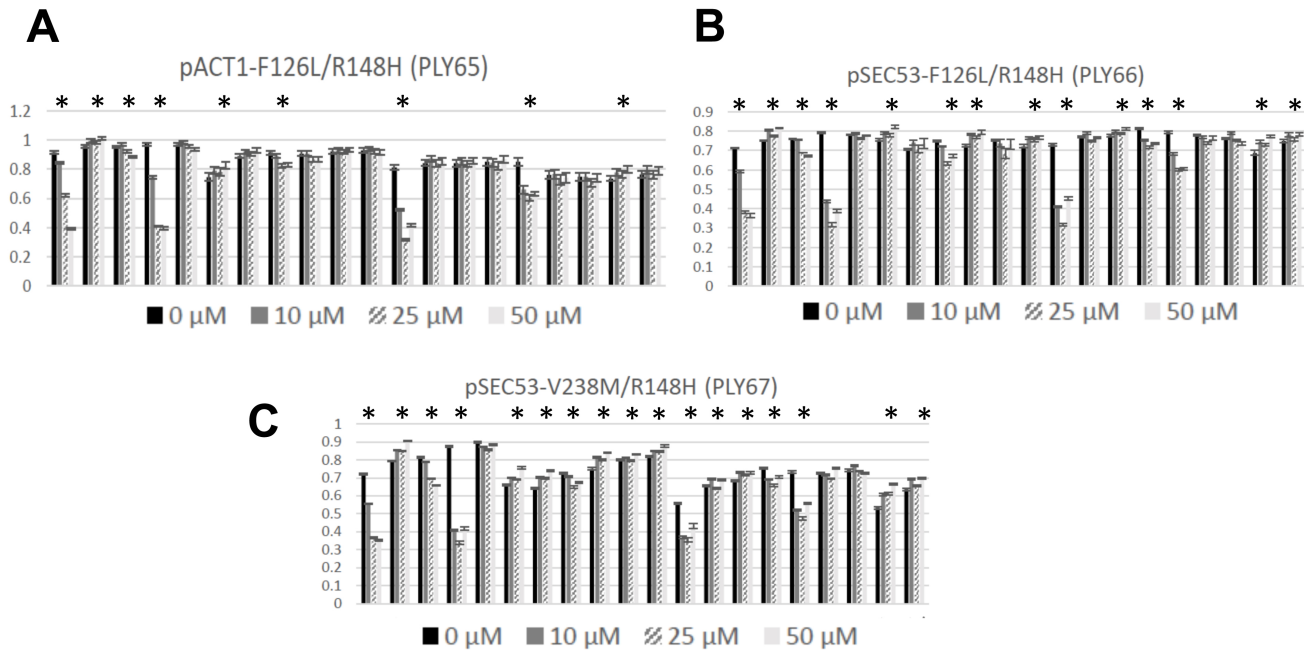 A
pACT1-F126L/R148H (PLY65)
* * * * * * * * *
1.2
1
0.8
0.6
0.4
0.2
0
0 µM 10 µM 25 µM 50 µM
B
pSEC53-F126L/R148H (PLY66)
* * * * * * * * * * * * * *
0.9
0.8
0.7
0.6
0.5
0.4
0.3
0.2
0.1
0
0 µM 10 µM 25 µM 50 µM
C
pSEC53-V238M/R148H (PLY67)
* * * * * * * * * * * * * * * * * *
1
0.9
0.8
0.7
0.6
0.5
0.4
0.3
0.2
0.1
0
0 µM 10 µM 25 µM 50 µM